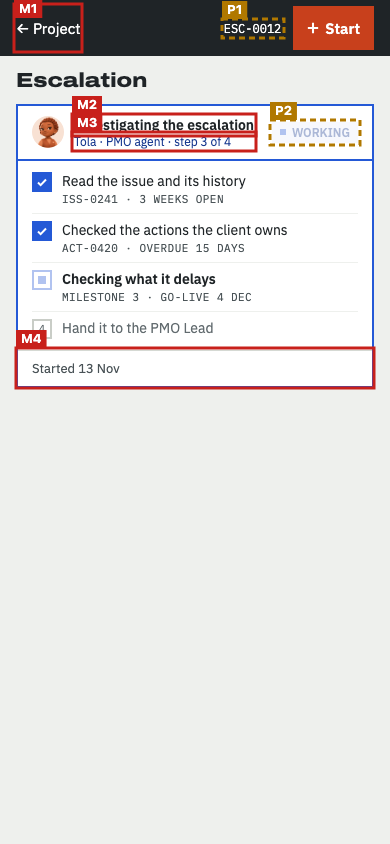 M1
← Project
P1
ESC-0012
+ Start
Escalation
M2
M3
stigating the escalation
Tola · PMO agent · step 3 of 4
P2
WORKING
Read the issue and its history
ISS-0241 · 3 WEEKS OPEN
Checked the actions the client owns
ACT-0420 · OVERDUE 15 DAYS
Checking what it delays
MILESTONE 3 · GO-LIVE 4 DEC
4
Hand it to the PMO Lead
M4
Started 13 Nov